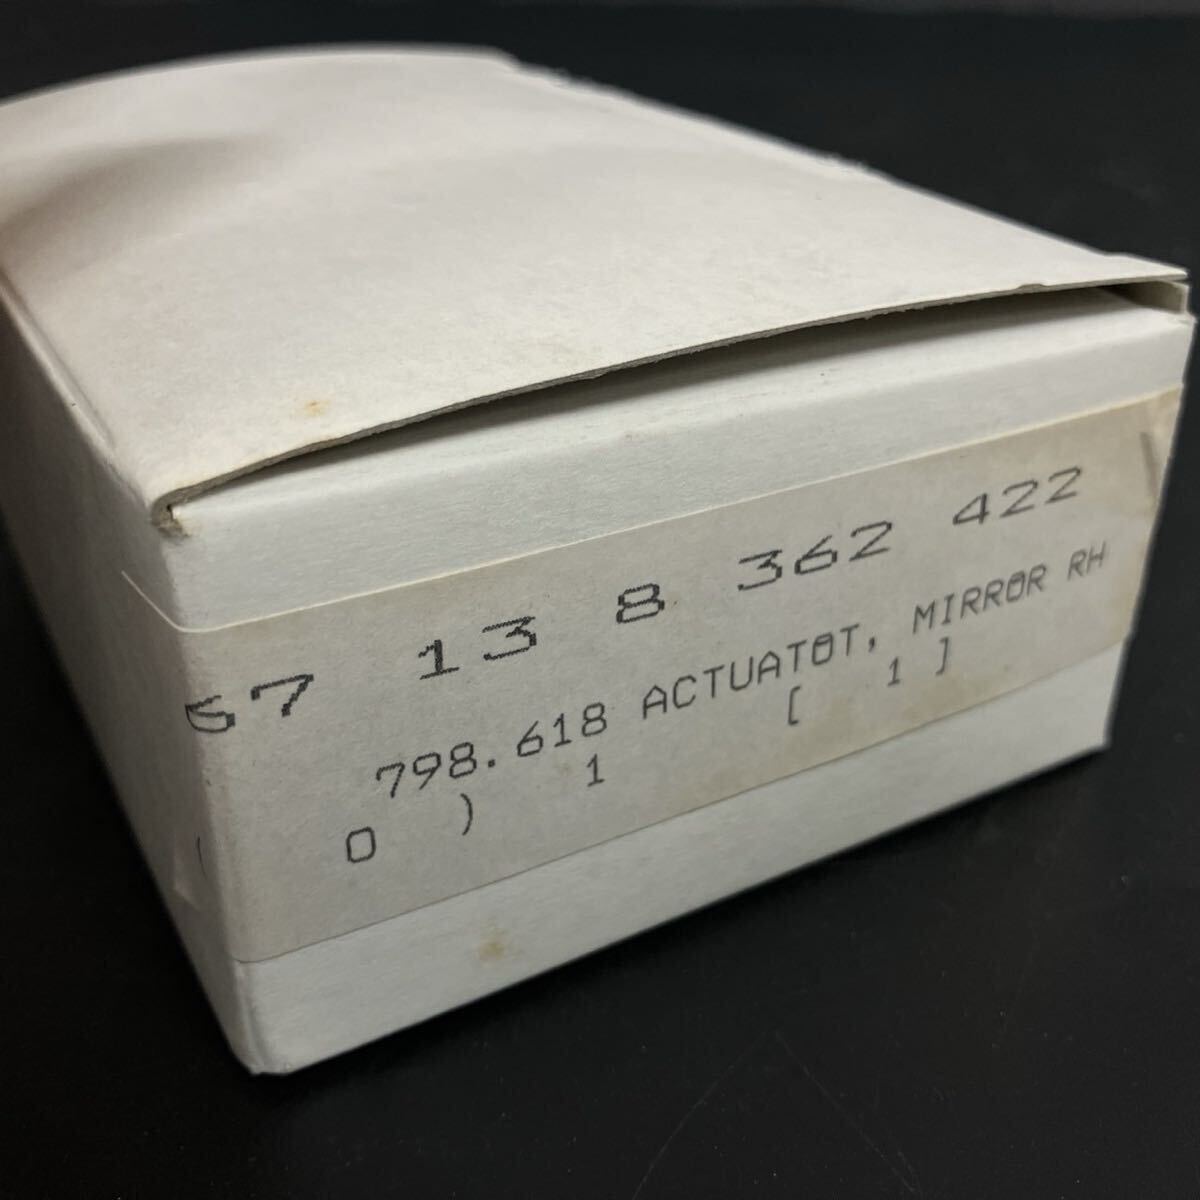 67 13 8 362 422
798.618 ACTUATOT, MIRROR RH
( 0 ) 1 [ 1 ]